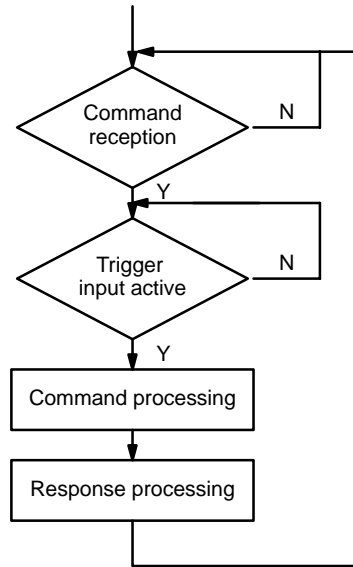 Command
reception
N
Y
Trigger
input active
N
Y
Command processing
Response processing